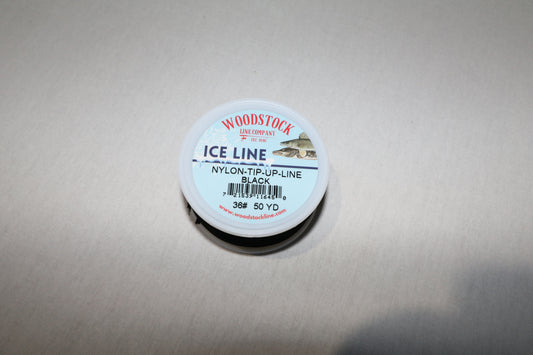 WOODSTOCK
LINE COMPANY
ICE LINE
NYLON-TIP-UP-LINE
BLACK
36# 50 YD
www.woodstockline.com